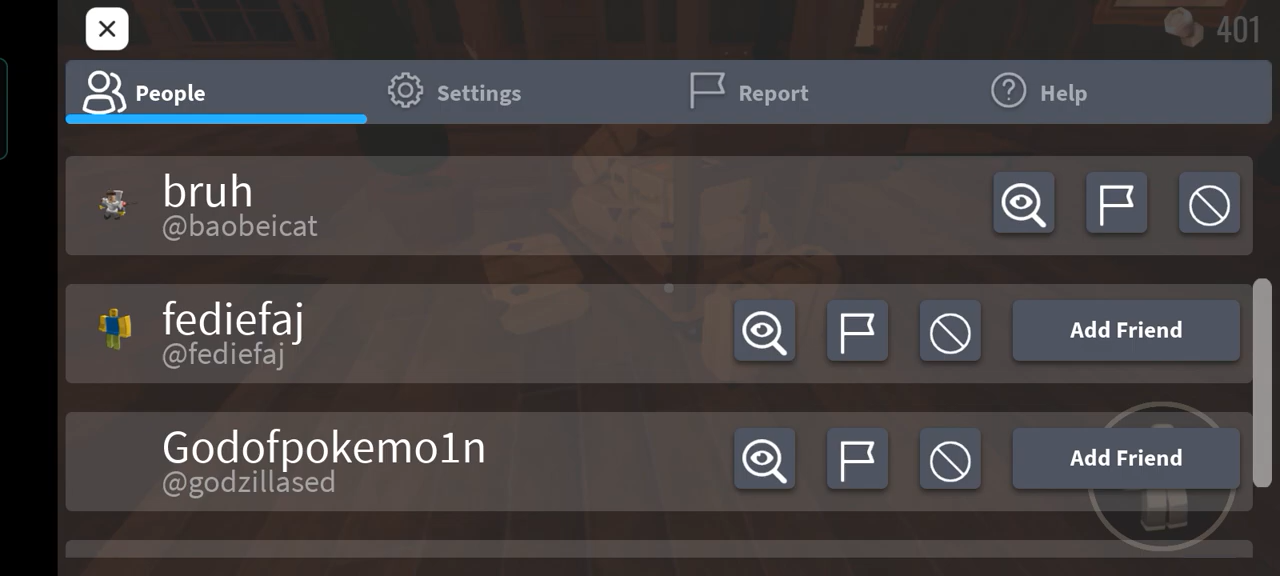 401
People
Settings
Report
Help
bruh
@baobeicat
fediefaj
@fediefaj
Add Friend
Godofpokemo1n
@godzillased
Add Friend